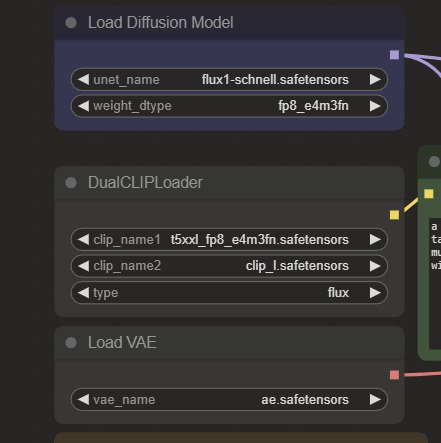 Load Diffusion Model
unet_name flux1-schnell.safetensors
weight_dtype fp8_e4m3fn
DualCLIPLoader
clip_name1 t5xxl_fp8_e4m3fn.safetensors
clip_name2 clip_l.safetensors
type flux
a
ta
mu
wi
Load VAE
vae_name ae.safetensors